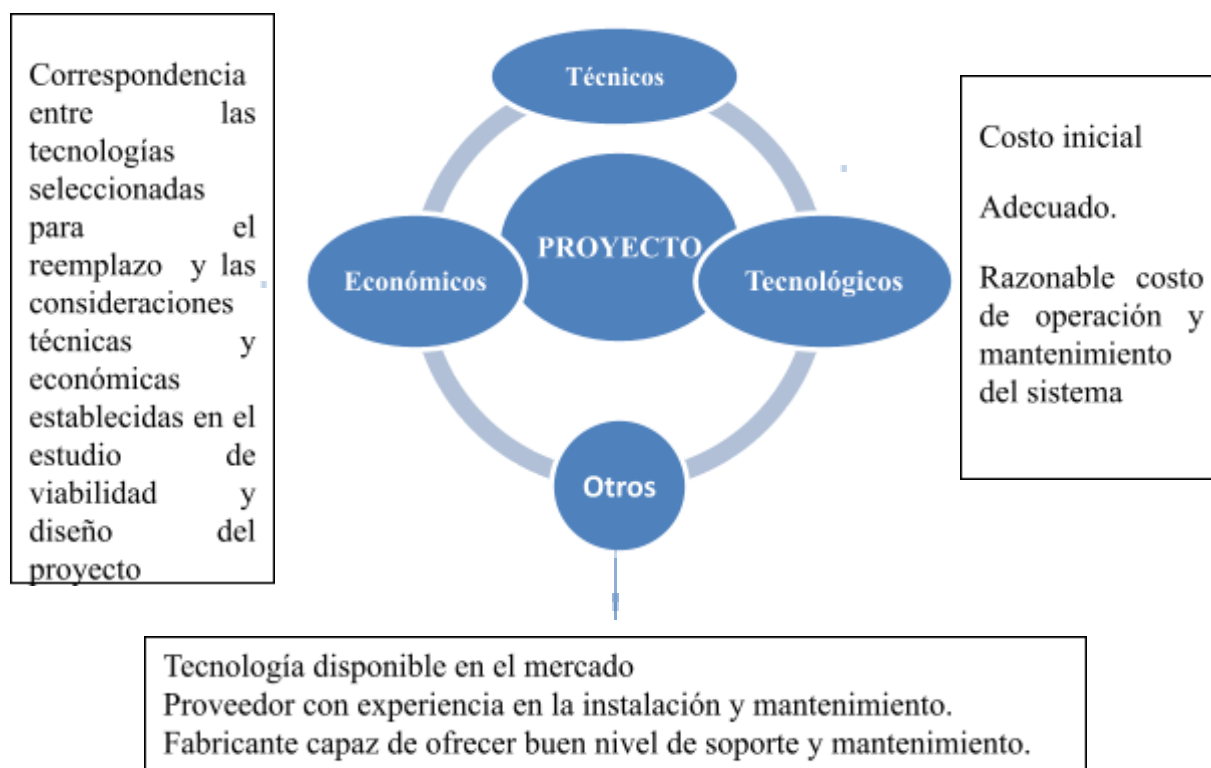 Correspondencia
entre las
tecnologías
seleccionadas
para el
reemplazo y las
consideraciones
técnicas y
económicas
establecidas en el
estudio de
viabilidad y
diseño del
proyecto
Técnicos
PROYECTO
Económicos
Tecnológicos
Otros
Costo inicial
Adecuado.
Razonable costo
de operación y
mantenimiento
del sistema
Tecnología disponible en el mercado
Proveedor con experiencia en la instalación y mantenimiento.
Fabricante capaz de ofrecer buen nivel de soporte y mantenimiento.